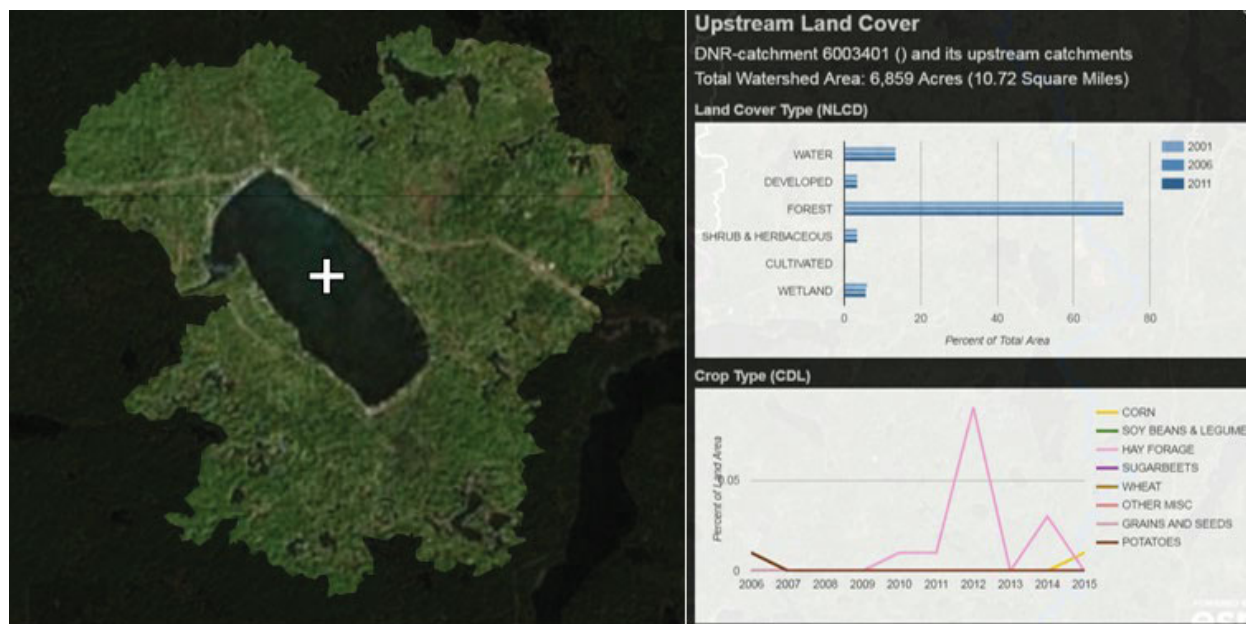 Upstream Land Cover
DNR-catchment 6003401 () and its upstream catchments
Total Watershed Area: 6,859 Acres (10.72 Square Miles)
Land Cover Type (NLCD)
WATER
DEVELOPED
FOREST
SHRUB & HERBACEOUS
CULTIVATED
WETLAND
2001
2006
2011
0 20 40 60 80
Percent of Total Area
Crop Type (CDL)
Percent of Land Area
0.05
0
2006 2007 2008 2009 2010 2011 2012 2013 2014 2015
CORN
SOY BEANS & LEGUME
HAY FORAGE
SUGARBEETS
WHEAT
OTHER MISC
GRAINS AND SEEDS
POTATOES